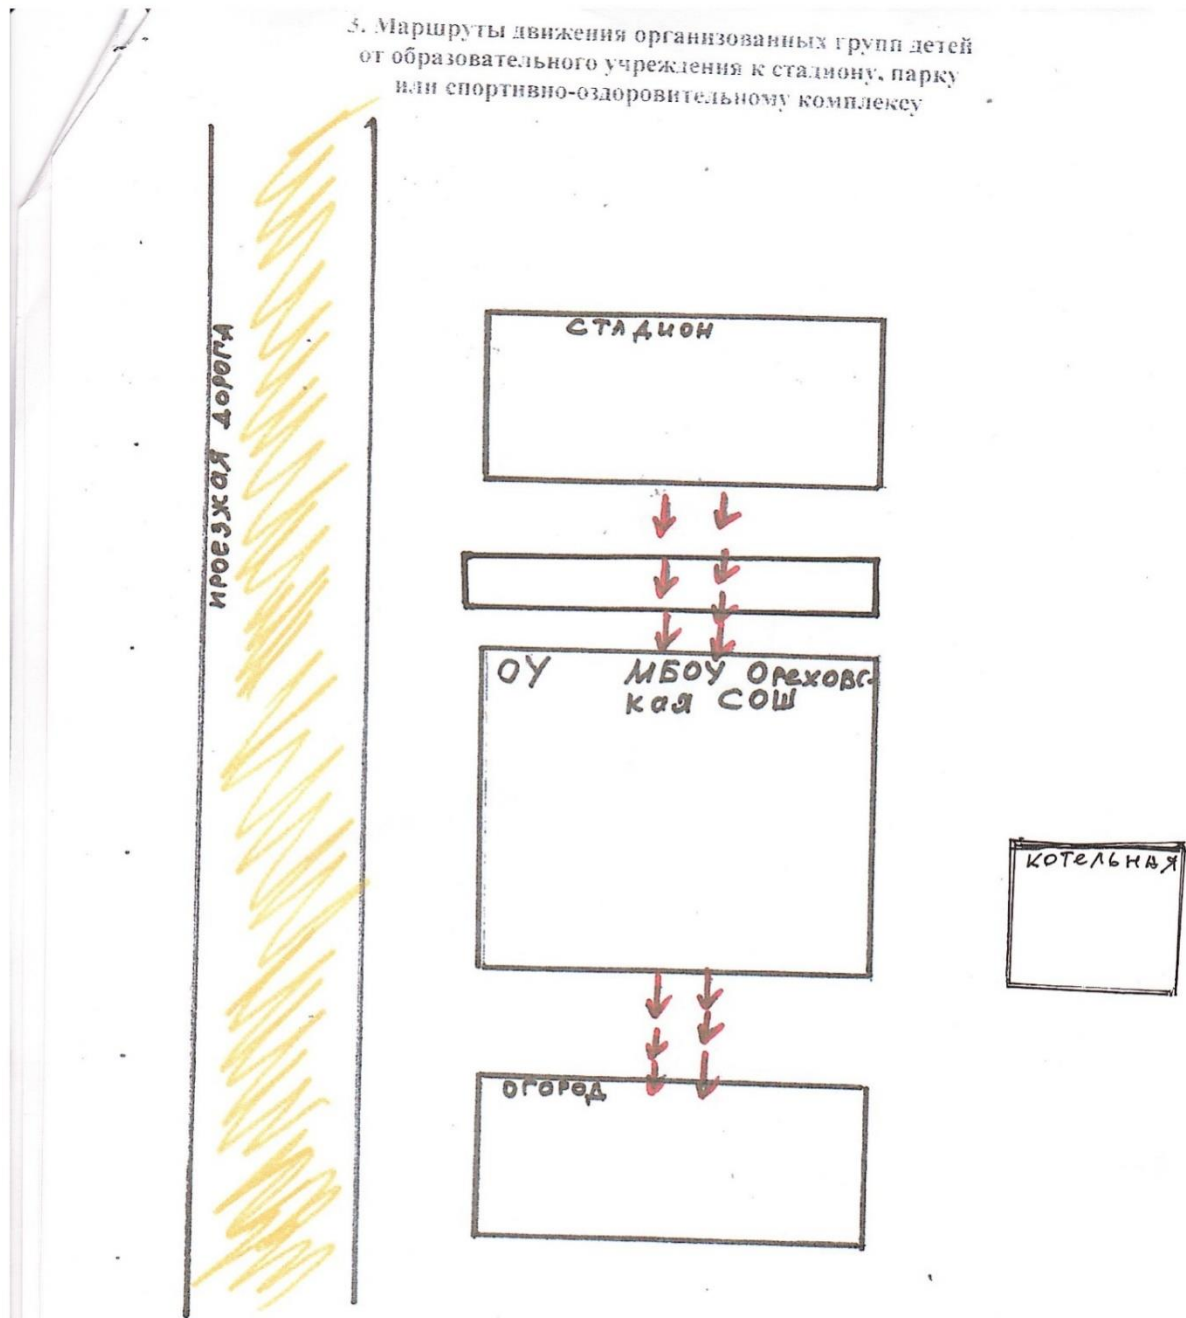 3. Маршруты движения организованных групп детей
от образовательного учреждения к стадиону, парку
или спортивно-оздоровительному комплексу
проезжая дорога
СТАДИОН
ОУ МБОУ Ореховс-
кая СОШ
КОТЕЛЬНАЯ
ОГОРОД